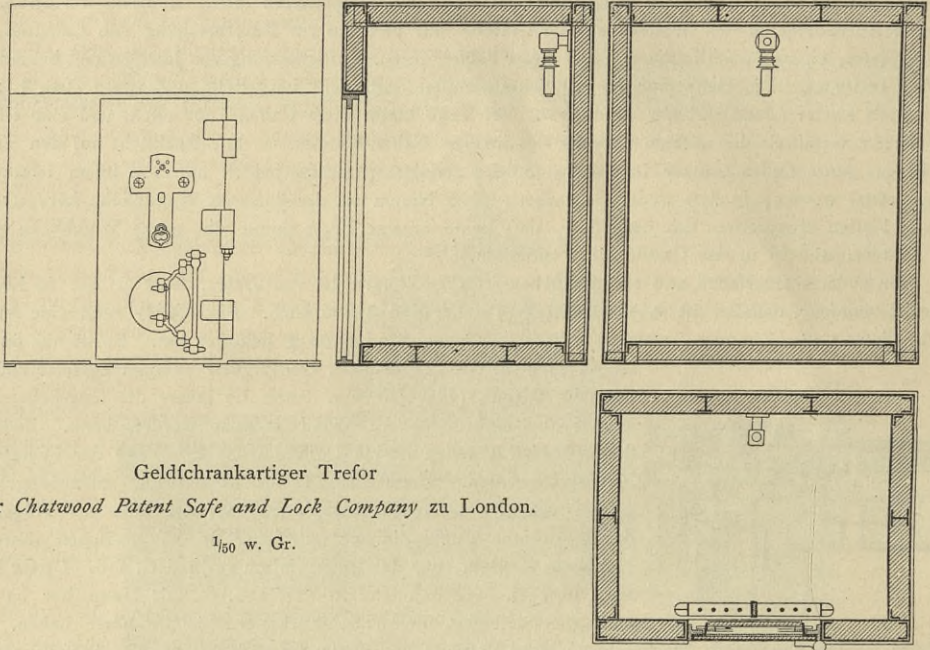 Geldſchrankartiger Treſor
r Chatwood Patent Safe and Lock Company zu London.
1/50 w. Gr.